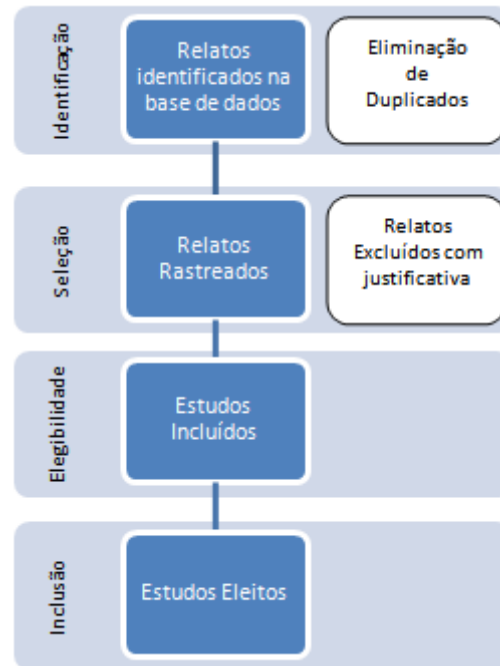 Identificação
Relatos
identificados na
base de dados
Eliminação
de
Duplicados
Seleção
Relatos
Rastreados
Relatos
Excluídos com
justificativa
Elegibilidade
Estudos
Incluídos
Inclusão
Estudos Eleitos